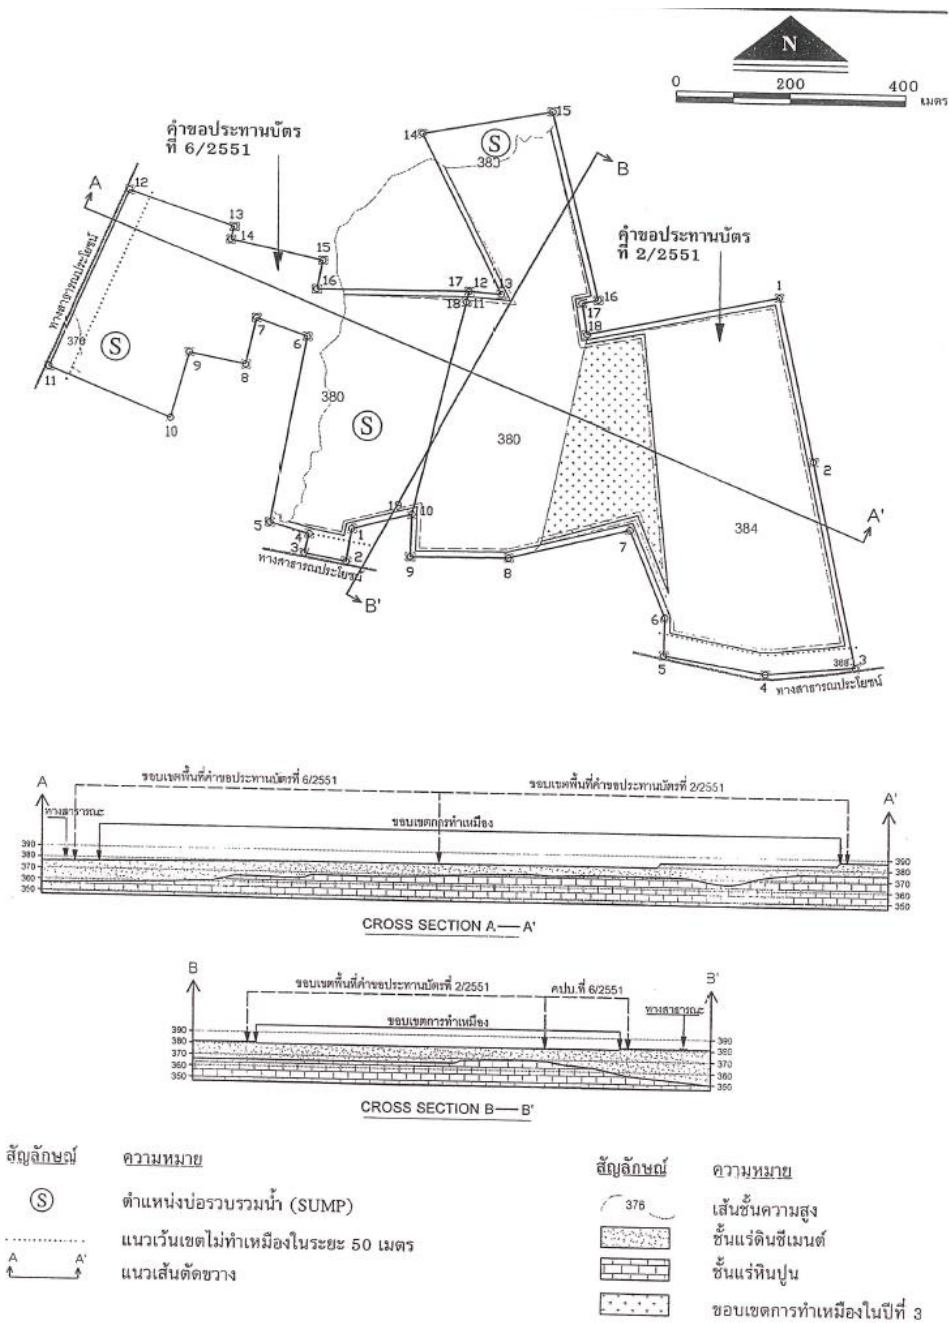 N
0 200 400
เมตร
คำขอประทานบัตร
ที่ 6/2551
14
15
S
380
B
A
12
13
14
15
16
17 12 13
18 11
คำขอประทานบัตร
ที่ 2/2551
16
17
18
1
ทางสาธารณประโยชน์
376
S
7
6
9
8
11
10
380
S
380
2
19
10
384
A'
5
4
1
3
2
9
8
7
ทางสาธารณประโยชน์
B'
6
5
4
3
ทางสาธารณประโยชน์
A
ขอบเขตพื้นที่คำขอประทานบัตรที่ 6/2551
ขอบเขตพื้นที่คำขอประทานบัตรที่ 2/2551
A'
ทางสาธารณะ
ขอบเขตการทำเหมือง
390
380
370
360
350
390
380
370
360
350
CROSS SECTION A — A'
B
ขอบเขตพื้นที่คำขอประทานบัตรที่ 2/2551
คปบ.ที่ 6/2551
B'
ทางสาธารณะ
ขอบเขตการทำเหมือง
390
380
370
360
350
390
380
370
360
350
CROSS SECTION B — B'
สัญลักษณ์ ความหมาย
S ตำแหน่งบ่อรวบรวมน้ำ (SUMP)
แนวเว้นเขตไม่ทำเหมืองในระยะ 50 เมตร
A A' แนวเส้นตัดขวาง
สัญลักษณ์ ความหมาย
376 เส้นชั้นความสูง
ชั้นแร่ดินซีเมนต์
ชั้นแร่หินปูน
ขอบเขตการทำเหมืองในปีที่ 3